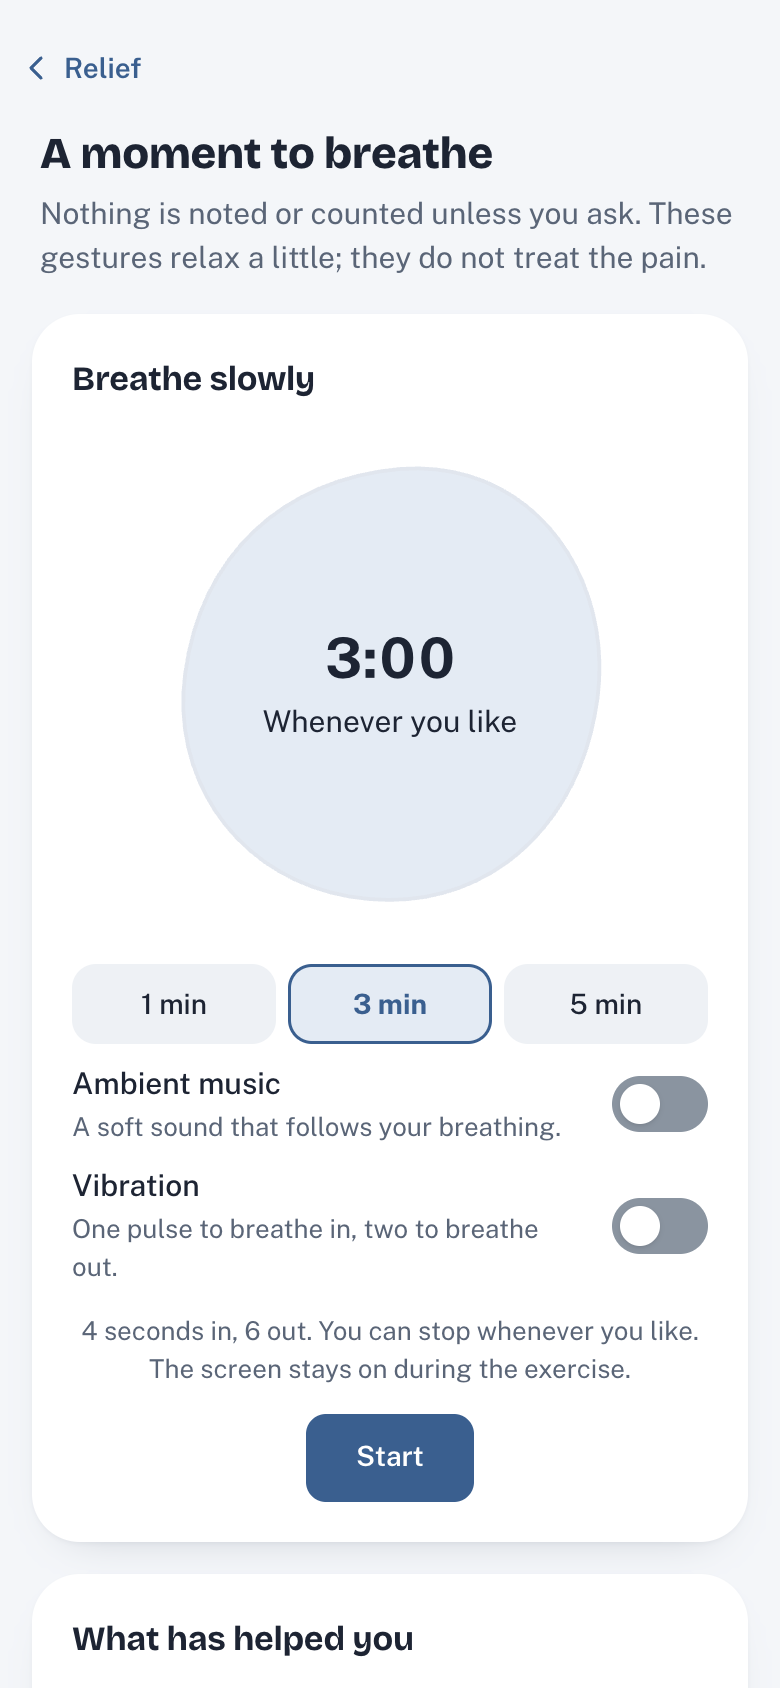 Relief
A moment to breathe
Nothing is noted or counted unless you ask. These
gestures relax a little; they do not treat the pain.
Breathe slowly
3:00
Whenever you like
1 min
3 min
5 min
Ambient music
A soft sound that follows your breathing.
Vibration
One pulse to breathe in, two to breathe
out.
4 seconds in, 6 out. You can stop whenever you like.
The screen stays on during the exercise.
Start
What has helped you